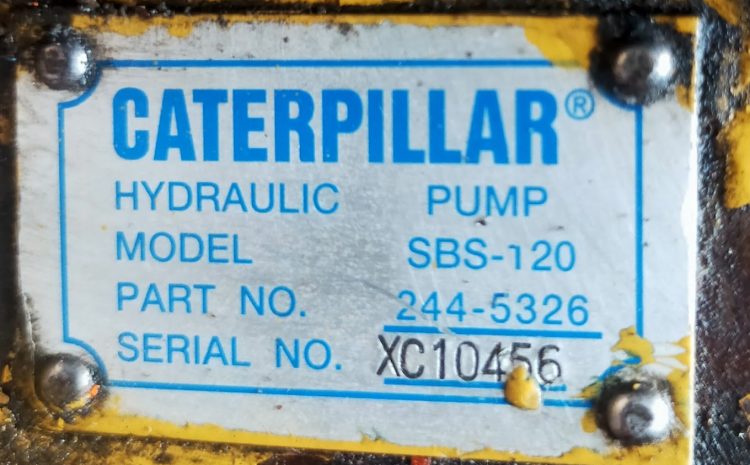 CATERPILLAR®
HYDRAULIC PUMP
MODEL SBS-120
PART NO. 244-5326
SERIAL NO. XC10456